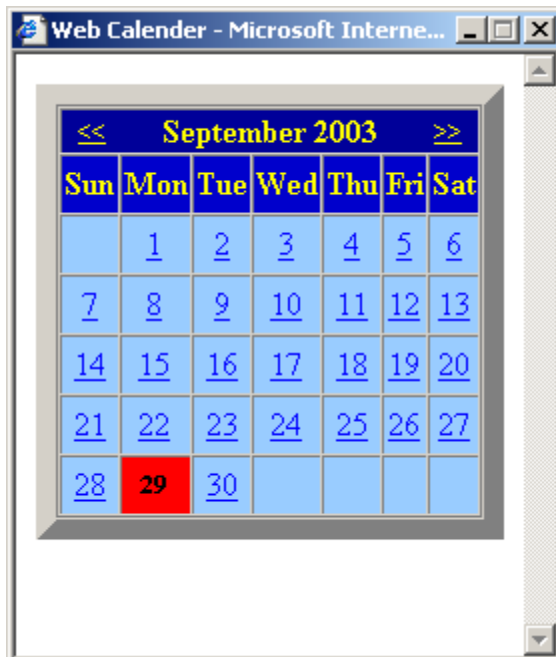 Web Calender - Microsoft Interne...
<< September 2003 >>
Sun Mon Tue Wed Thu Fri Sat
1 2 3 4 5 6
7 8 9 10 11 12 13
14 15 16 17 18 19 20
21 22 23 24 25 26 27
28 29 30